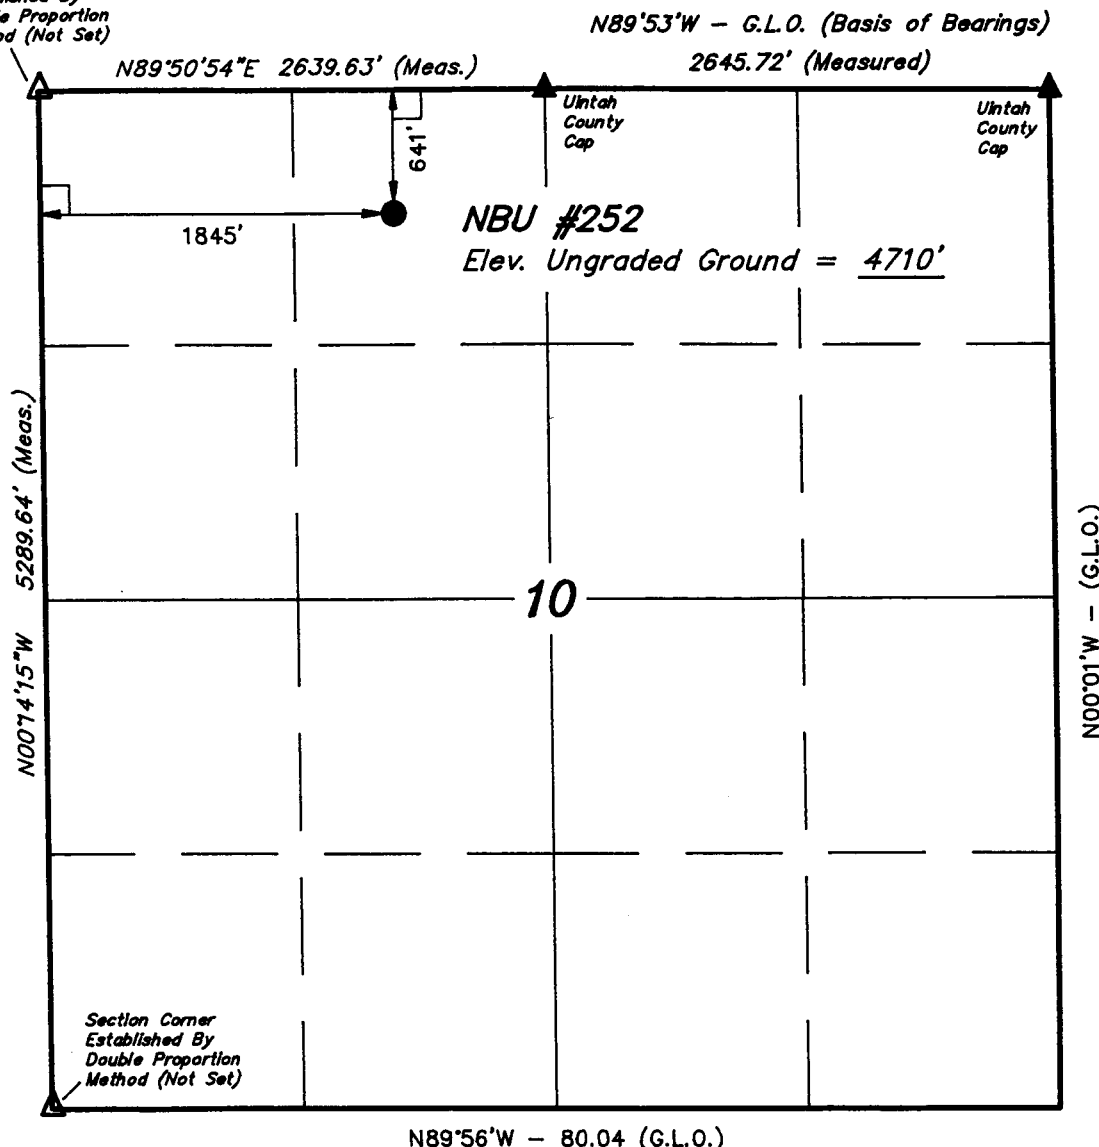 Proportion
(Not Set)
N89°53'W – G.L.O. (Basis of Bearings)
N89°50'54"E 2639.63' (Meas.)
2645.72' (Measured)
Uintah
County
Cap
Uintah
County
Cap
641'
1845'
NBU #252
Elev. Ungraded Ground = 4710'
N00°14'15"W 5289.64' (Meas.)
10
N00°01'W – (G.L.O.)
Section Corner
Established By
Double Proportion
Method (Not Set)
N89°56'W – 80.04 (G.L.O.)